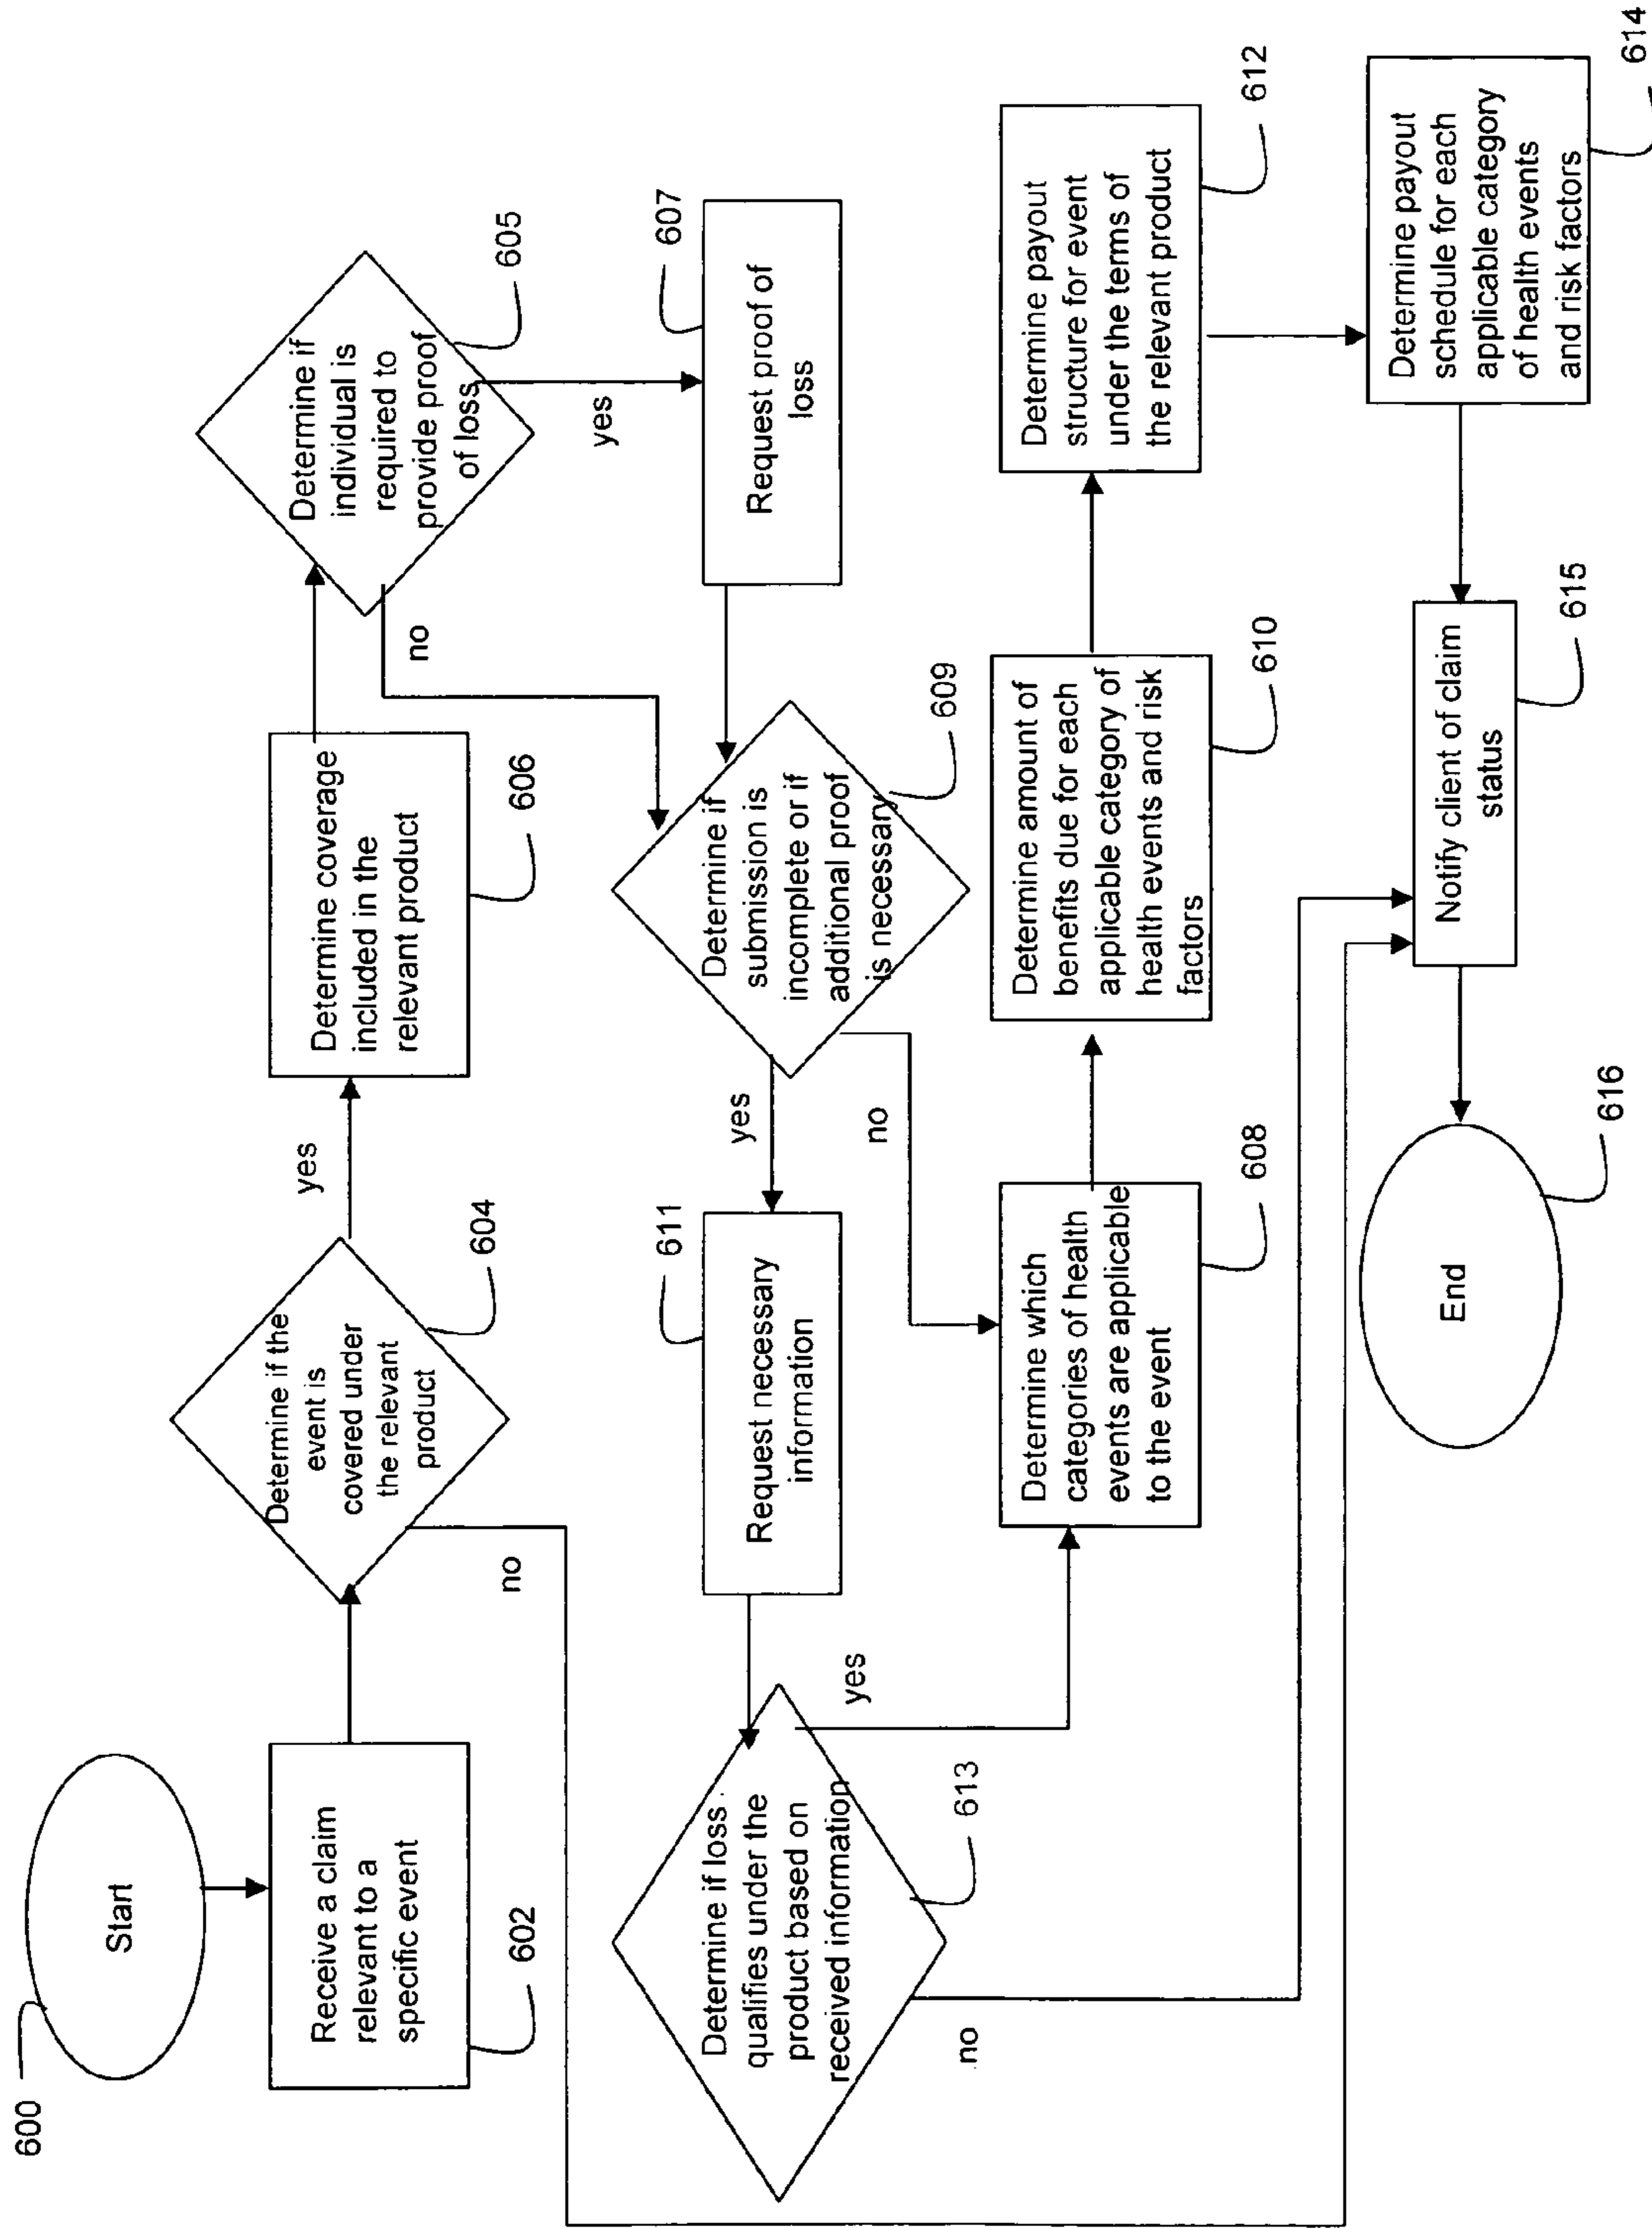 600
Start
Receive a claim
relevant to a
specific event
602
Determine if the
event is
covered under
the relevant
product
604
yes
no
Determine coverage
included in the
relevant product
606
Determine if
individual is
required to
provide proof
of loss
605
no
yes
Request proof of
loss
607
Determine if
submission is
incomplete or if
additional proof
is necessary
609
yes
no
Request necessary
information
611
Determine if loss
qualifies under the
product based on
received information
613
yes
no
Determine which
categories of health
events are applicable
to the event
608
Determine amount of
benefits due for each
applicable category of
health events and risk
factors
610
Determine payout
structure for event
under the terms of
the relevant product
612
Determine payout
schedule for each
applicable category
of health events
and risk factors
614
Notify client of claim
status
615
End
616